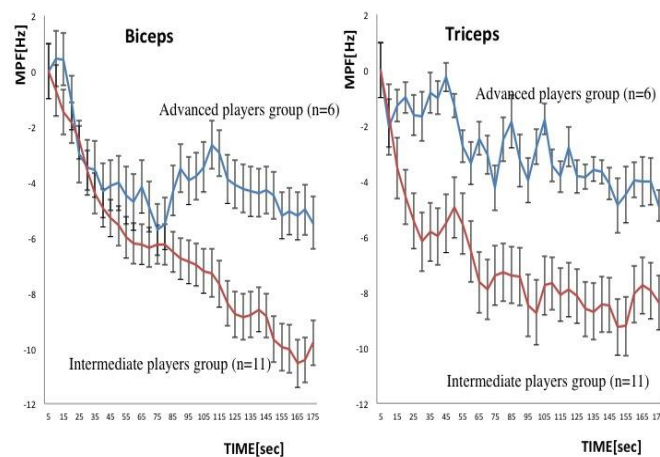 Biceps
MPF[Hz]
2
0
-2
-4
-6
-8
-10
-12
Advanced players group (n=6)
Intermediate players group (n=11)
5 15 25 35 45 55 65 75 85 95 105 115 125 135 145 155 165 175
TIME[sec]
Triceps
MPF[Hz]
2
0
-2
-4
-6
-8
-10
-12
Advanced players group (n=6)
Intermediate players group (n=11)
5 15 25 35 45 55 65 75 85 95 105 115 125 135 145 155 165 175
TIME[sec]